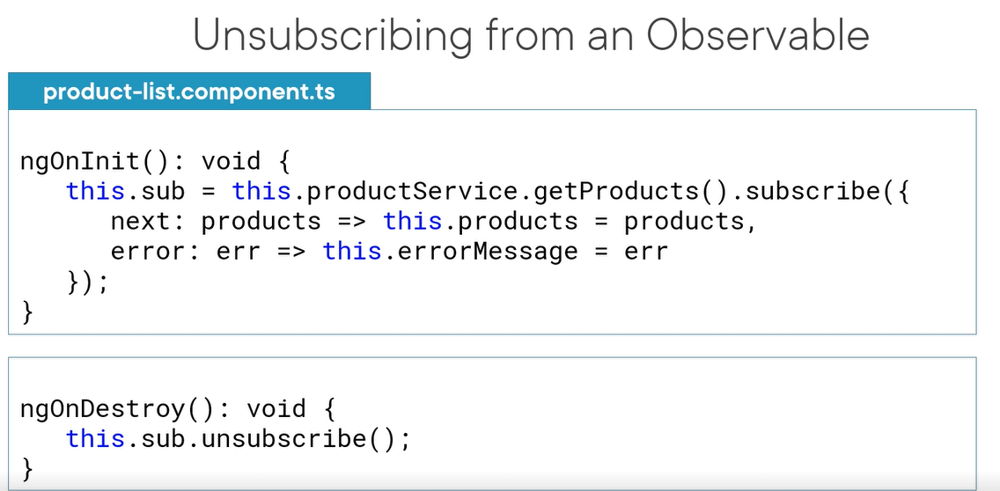 Unsubscribing from an Observable
product-list.component.ts
ngOnInit(): void {
   this.sub = this.productService.getProducts().subscribe({
      next: products => this.products = products,
      error: err => this.errorMessage = err
   });
}
ngOnDestroy(): void {
   this.sub.unsubscribe();
}